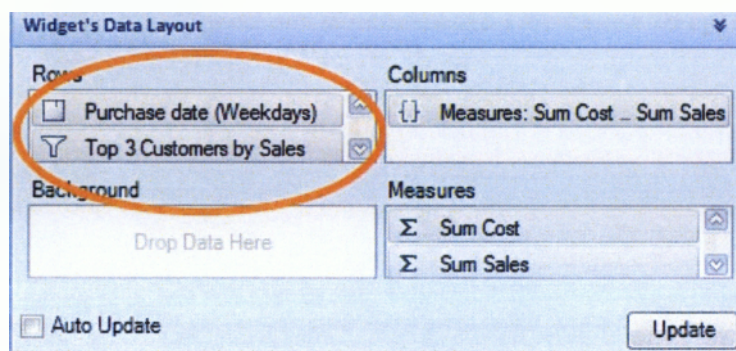 Widget's Data Layout
Rows
Columns
Purchase date (Weekdays)
{} Measures: Sum Cost ... Sum Sales
Top 3 Customers by Sales
Background
Measures
Drop Data Here
Σ Sum Cost
Σ Sum Sales
Auto Update
Update